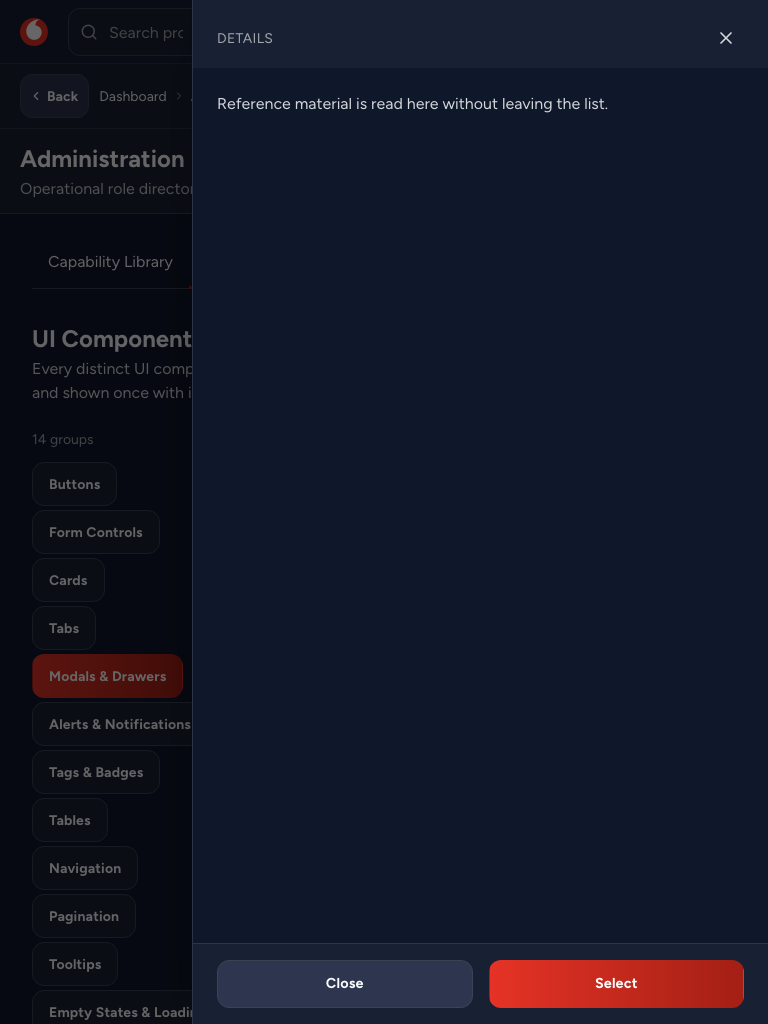 Search pro
Back
Dashboard
Administration
Operational role director
Capability Library
UI Component
Every distinct UI comp
and shown once with i
14 groups
Buttons
Form Controls
Cards
Tabs
Modals & Drawers
Alerts & Notifications
Tags & Badges
Tables
Navigation
Pagination
Tooltips
Empty States & Loadin
DETAILS
Reference material is read here without leaving the list.
Close
Select